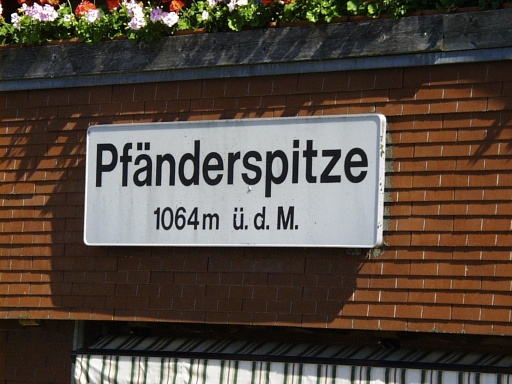 Pfänderspitze
1064m ü. d. M.